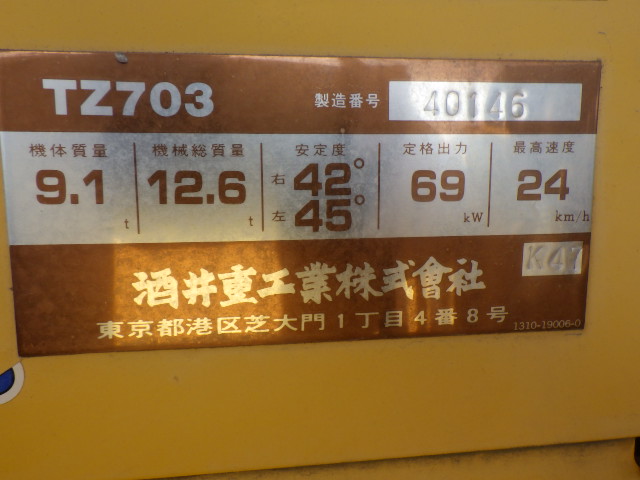 TZ703 製造番号 40146
機体質量 機械総質量 安定度 定格出力 最高速度
9.1 t 12.6 t 右 42° 69 kW 24 km/h
左 45°
K47
酒井重工業株式會社
東京都港区芝大門1丁目4番8号 1310-19006-0